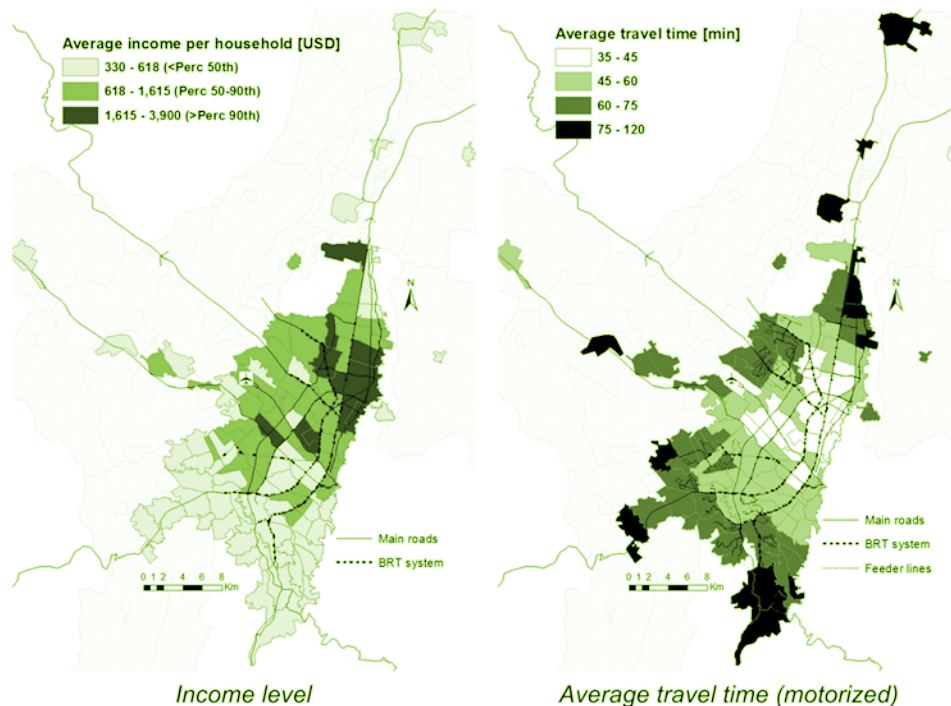 Average income per household [USD]
330 - 618 (<Perc 50th)
618 - 1,615 (Perc 50-90th)
1,615 - 3,900 (>Perc 90th)
N
Main roads
BRT system
0 1 2 4 6 8
Km
Income level
Average travel time [min]
35 - 45
45 - 60
60 - 75
75 - 120
N
Main roads
BRT system
Feeder lines
0 1 2 4 6 8
Km
Average travel time (motorized)